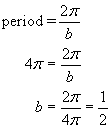 period = 2π/b
4π = 2π/b
b = 2π/4π = 1/2